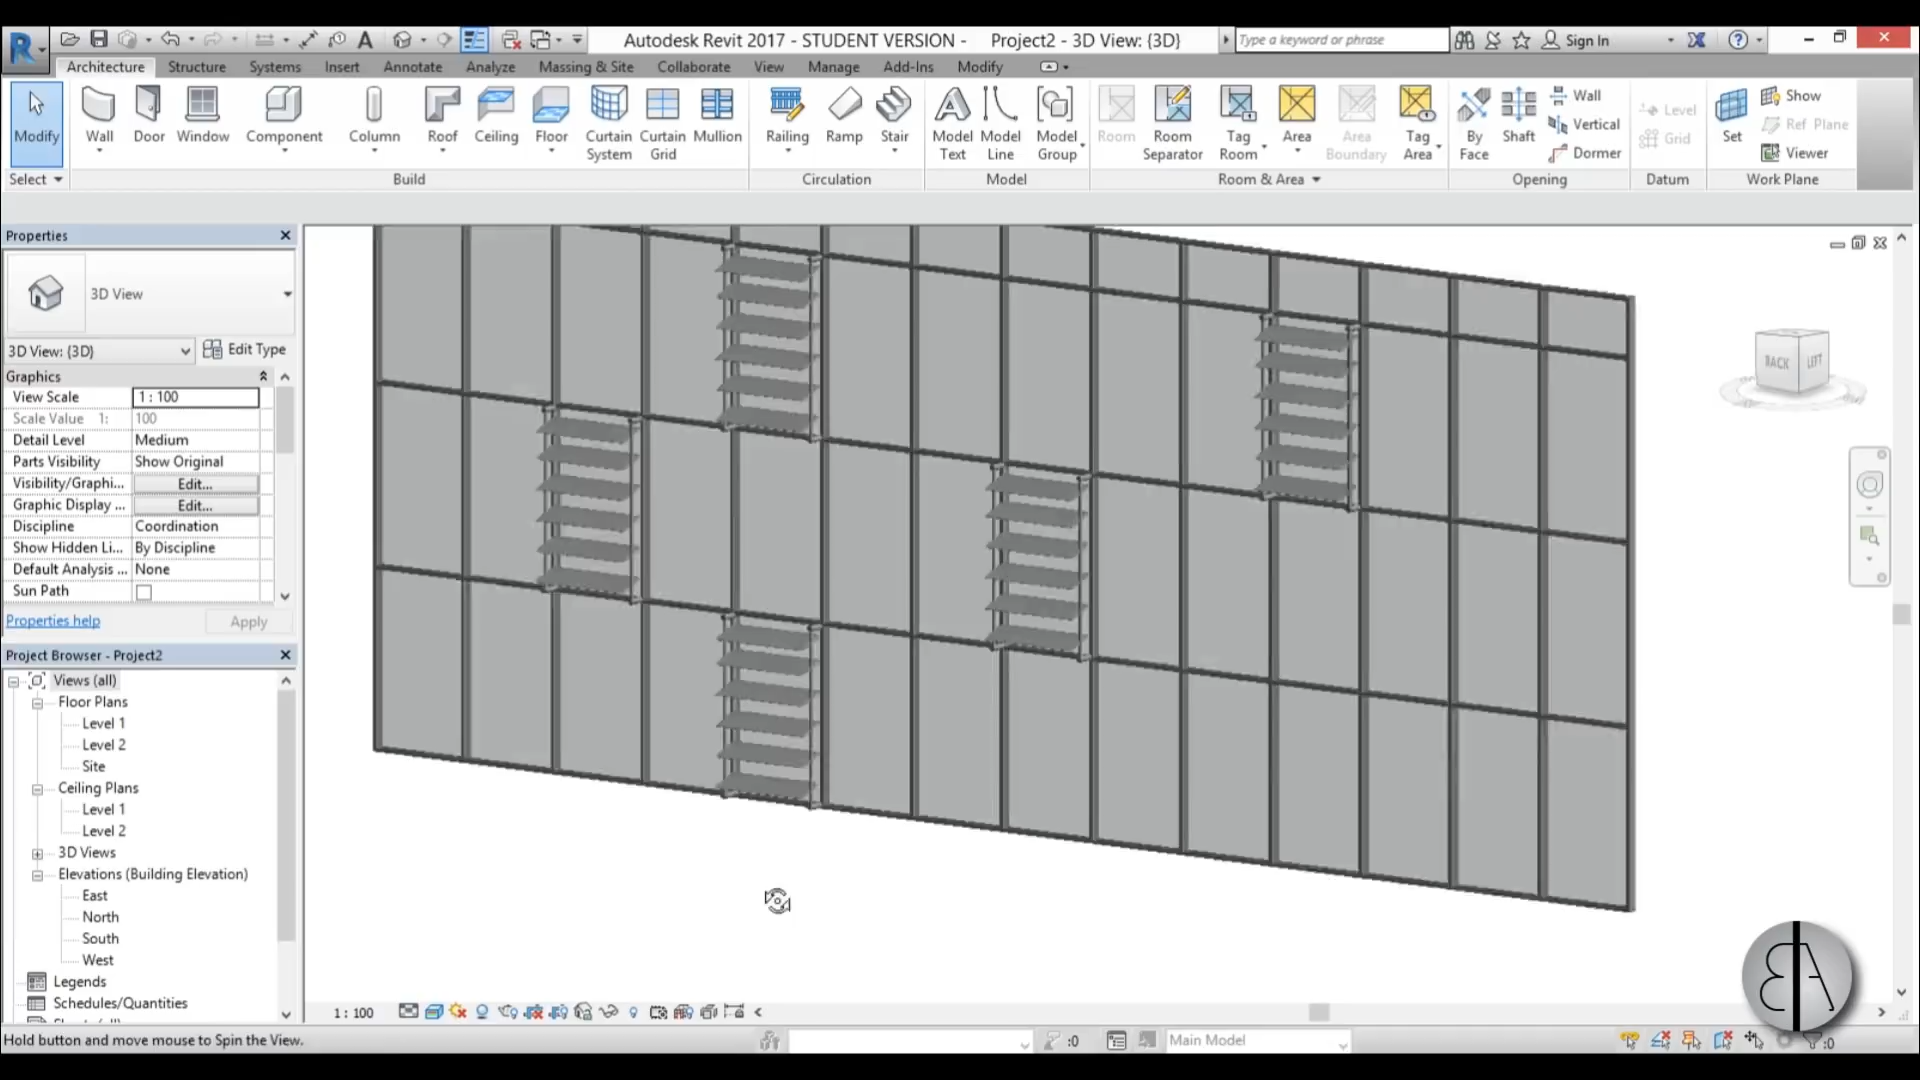 Autodesk Revit 2017 - STUDENT VERSION - Project2 - 3D View: {3D}
Type a keyword or phrase
Sign In
Architecture Structure Systems Insert Annotate Analyze Massing & Site Collaborate View Manage Add-Ins Modify
Modify Wall Door Window Component Column Roof Ceiling Floor Curtain System Curtain Grid Mullion
Railing Ramp Stair
Model Text Model Line Model Group
Room Room Separator Tag Room Area Area Boundary Tag Area
By Face Shaft Wall Vertical Dormer
Level Grid
Set Show Ref Plane Viewer
Select Build Circulation Model Room & Area Opening Datum Work Plane
Properties
3D View
3D View: {3D} Edit Type
Graphics
View Scale 1 : 100
Scale Value 1: 100
Detail Level Medium
Parts Visibility Show Original
Visibility/Graphi... Edit...
Graphic Display ... Edit...
Discipline Coordination
Show Hidden Li... By Discipline
Default Analysis ... None
Sun Path
Properties help Apply
Project Browser - Project2
Views (all)
Floor Plans
Level 1
Level 2
Site
Ceiling Plans
Level 1
Level 2
3D Views
Elevations (Building Elevation)
East
North
South
West
Legends
Schedules/Quantities
BACK LEFT
1 : 100
Hold button and move mouse to Spin the View.
:0
Main Model
:0